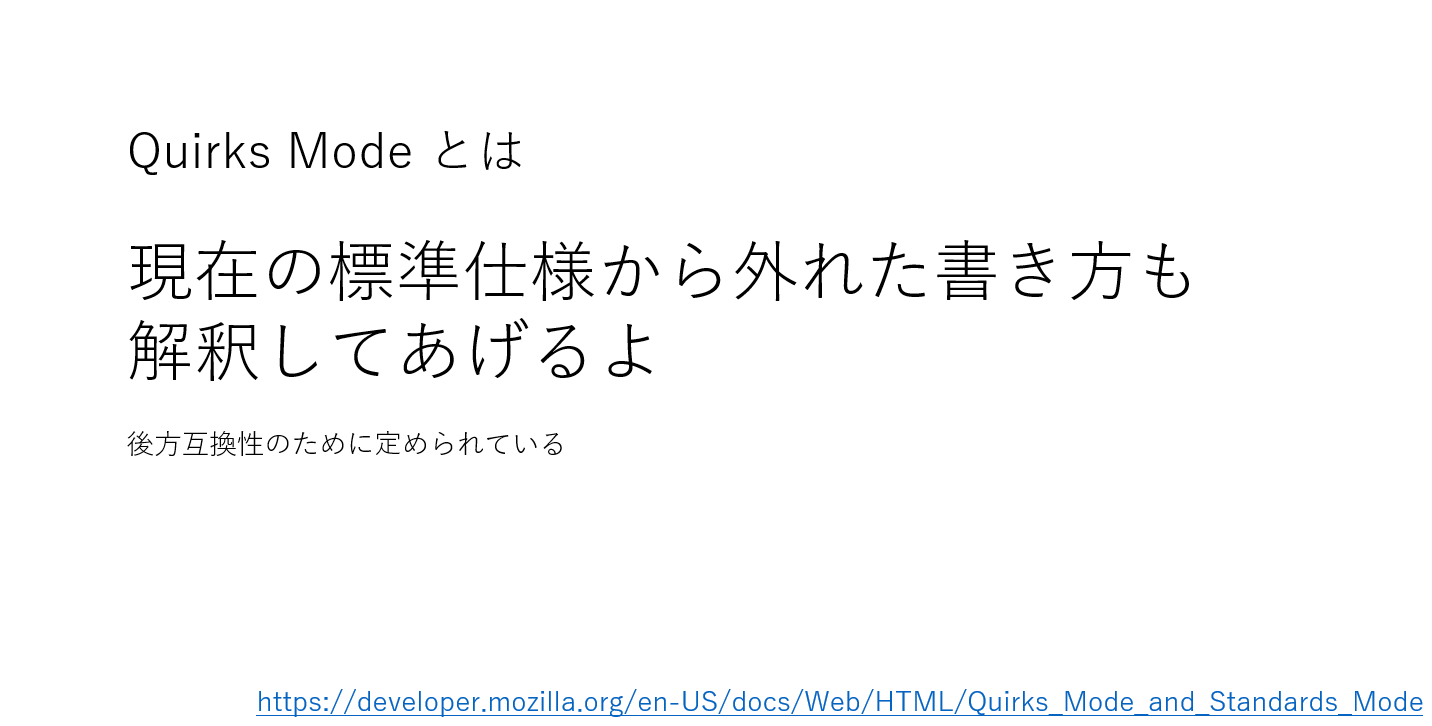 Quirks Mode とは
現在の標準仕様から外れた書き方も
解釈してあげるよ
後方互換性のために定められている
https://developer.mozilla.org/en-US/docs/Web/HTML/Quirks_Mode_and_Standards_Mode